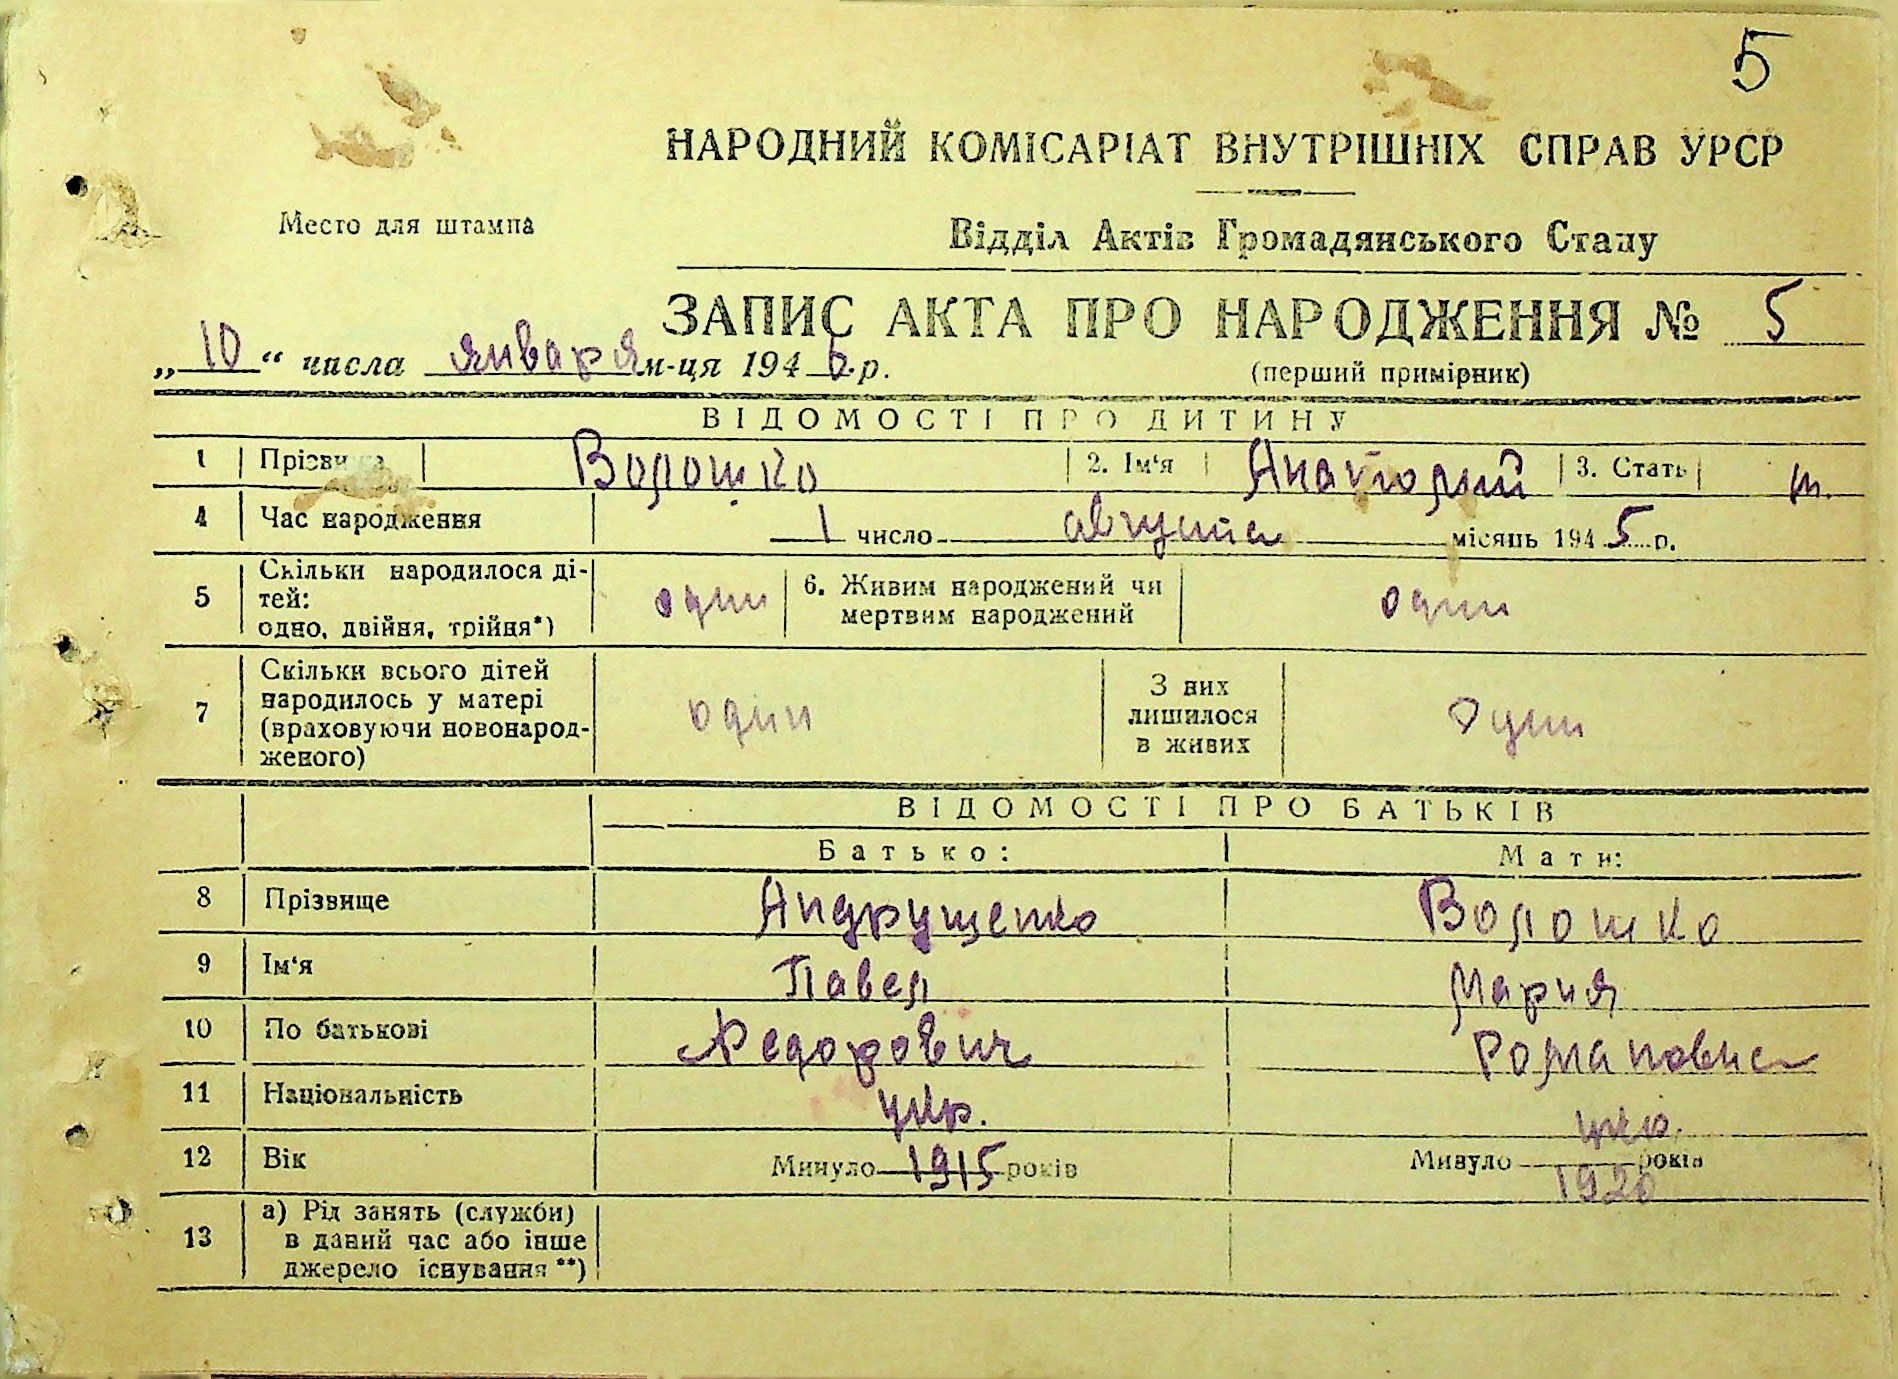 5
НАРОДНИЙ КОМІСАРІАТ ВНУТРІШНІХ СПРАВ УРСР
Место для штампа
Відділ Актів Громадянського Стану
ЗАПИС АКТА ПРО НАРОДЖЕННЯ № 5
„10“ числа января м-ця 1946 р.
(перший примірник)
ВІДОМОСТІ ПРО ДИТИНУ
1 Прізвище Волошко 2. Ім‘я Анатолий 3. Стать м.
4 Час народження 1 число августа місяць 1945 р.
5 Скільки народилося ді-
тей:
одно, двійня, трійня*) один 6. Живим народжений чи
мертвим народжений один
7 Скільки всього дітей
народилось у матері
(враховуючи новонарод-
женого) один З них
лишилося
в живих один
ВІДОМОСТІ ПРО БАТЬКІВ
Батько: Мати:
8 Прізвище Андрущенко Волошко
9 Ім‘я Павел Мария
10 По батькові Федорович Романовна
11 Національність укр. укр.
12 Вік Минуло 1915 років Минуло 1920 років
13 а) Рід занять (служби)
в даний час або інше
джерело існування **)